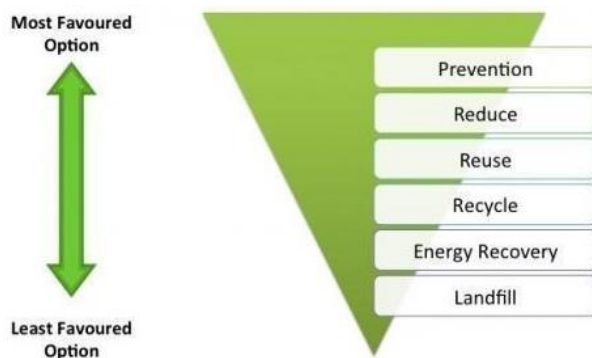 Most Favoured
Option
Prevention
Reduce
Reuse
Recycle
Energy Recovery
Landfill
Least Favoured
Option